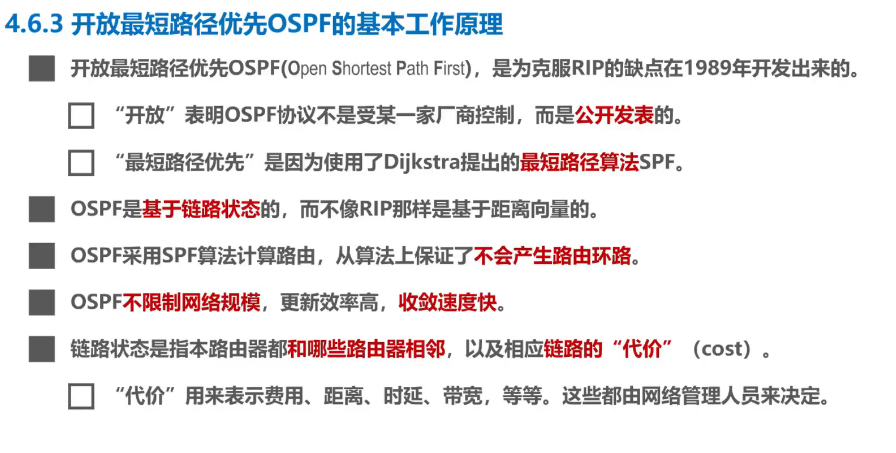 4.6.3 开放最短路径优先OSPF的基本工作原理
开放最短路径优先OSPF(Open Shortest Path First)，是为克服RIP的缺点在1989年开发出来的。
“开放”表明OSPF协议不是受某一家厂商控制，而是公开发表的。
“最短路径优先”是因为使用了Dijkstra提出的最短路径算法SPF。
OSPF是基于链路状态的，而不像RIP那样是基于距离向量的。
OSPF采用SPF算法计算路由，从算法上保证了不会产生路由环路。
OSPF不限制网络规模，更新效率高，收敛速度快。
链路状态是指本路由器都和哪些路由器相邻，以及相应链路的“代价”（cost）。
“代价”用来表示费用、距离、时延、带宽，等等。这些都由网络管理人员来决定。